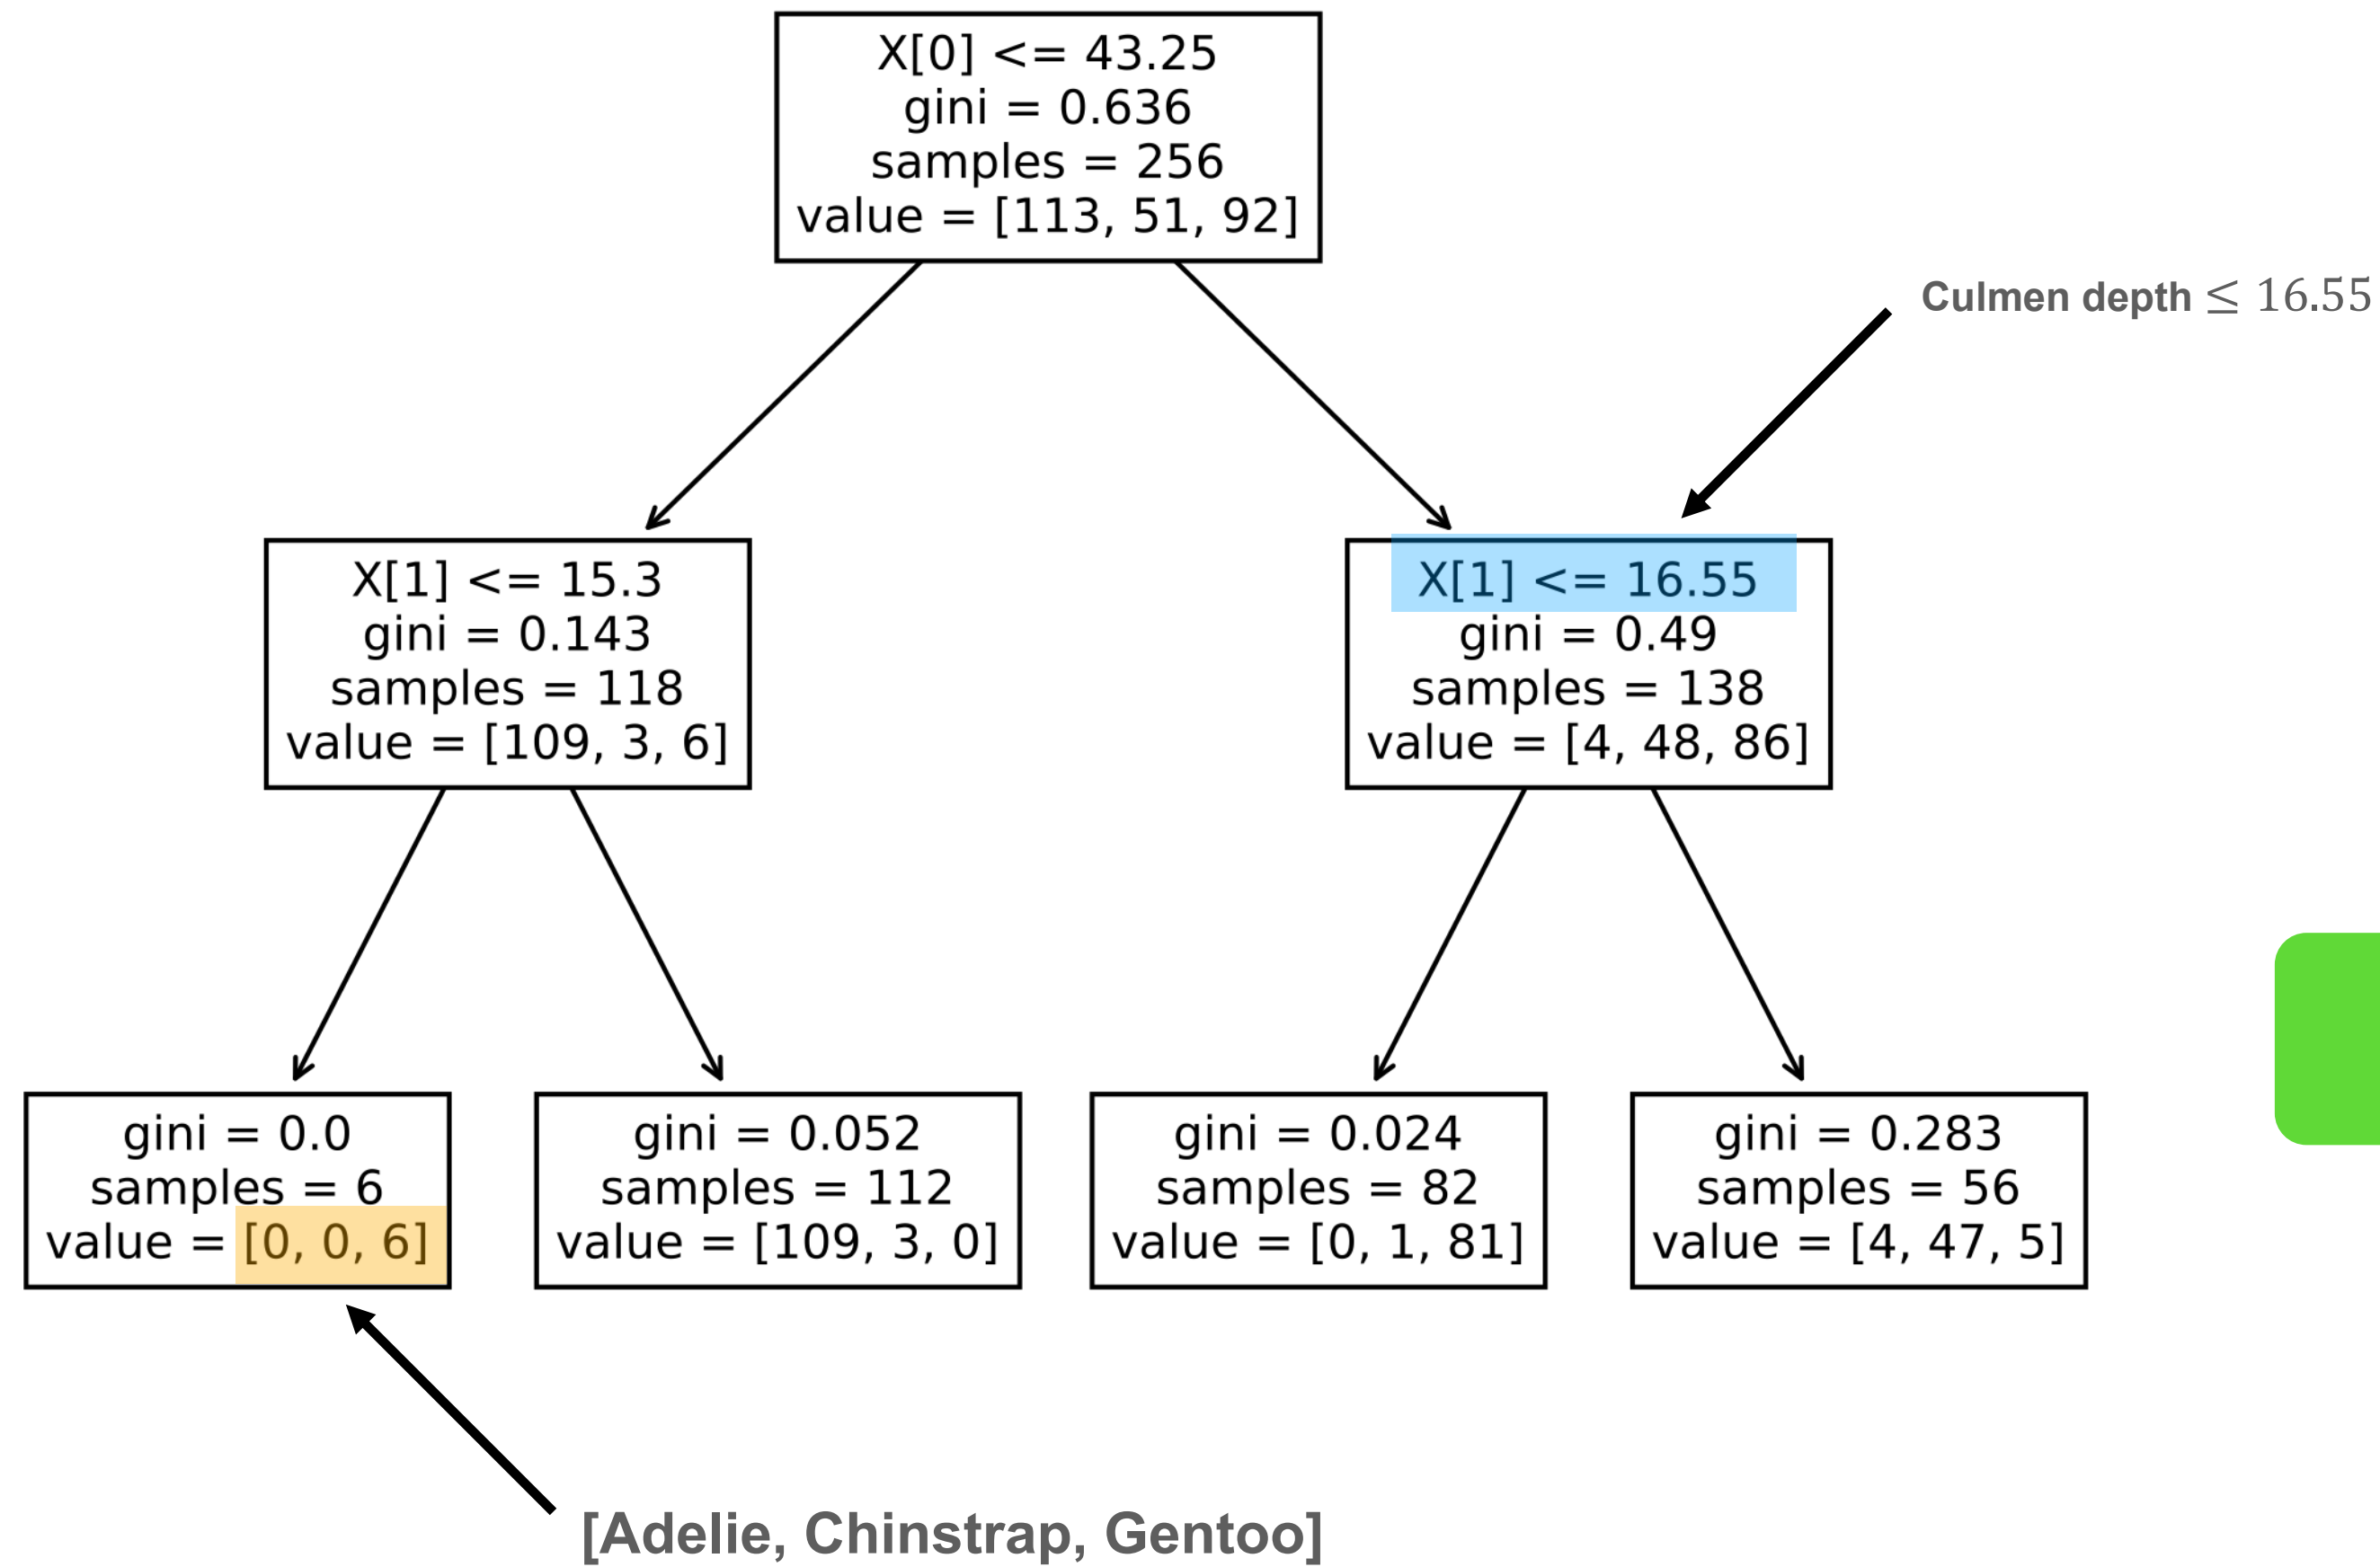 X[0] <= 43.25
gini = 0.636
samples = 256
value = [113, 51, 92]
Culmen depth ≤ 16.55
X[1] <= 15.3
gini = 0.143
samples = 118
value = [109, 3, 6]
X[1] <= 16.55
gini = 0.49
samples = 138
value = [4, 48, 86]
gini = 0.0
samples = 6
value = [0, 0, 6]
gini = 0.052
samples = 112
value = [109, 3, 0]
gini = 0.024
samples = 82
value = [0, 1, 81]
gini = 0.283
samples = 56
value = [4, 47, 5]
[Adelie, Chinstrap, Gentoo]